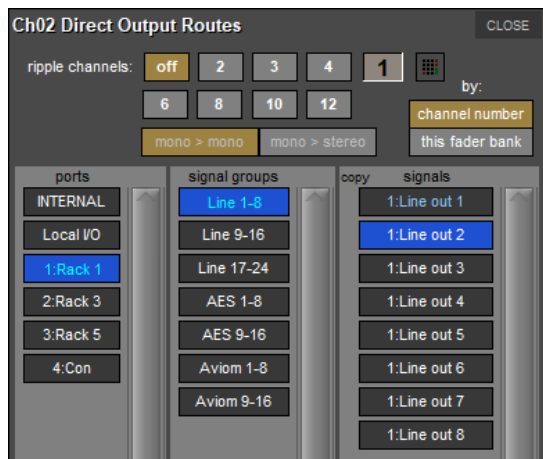 Ch02 Direct Output Routes CLOSE
ripple channels: off 2 3 4 1
by:
6 8 10 12
channel number
mono > mono mono > stereo
this fader bank
ports
INTERNAL
Local I/O
1:Rack 1
2:Rack 3
3:Rack 5
4:Con
signal groups
Line 1-8
Line 9-16
Line 17-24
AES 1-8
AES 9-16
Aviom 1-8
Aviom 9-16
copy signals
1:Line out 1
1:Line out 2
1:Line out 3
1:Line out 4
1:Line out 5
1:Line out 6
1:Line out 7
1:Line out 8